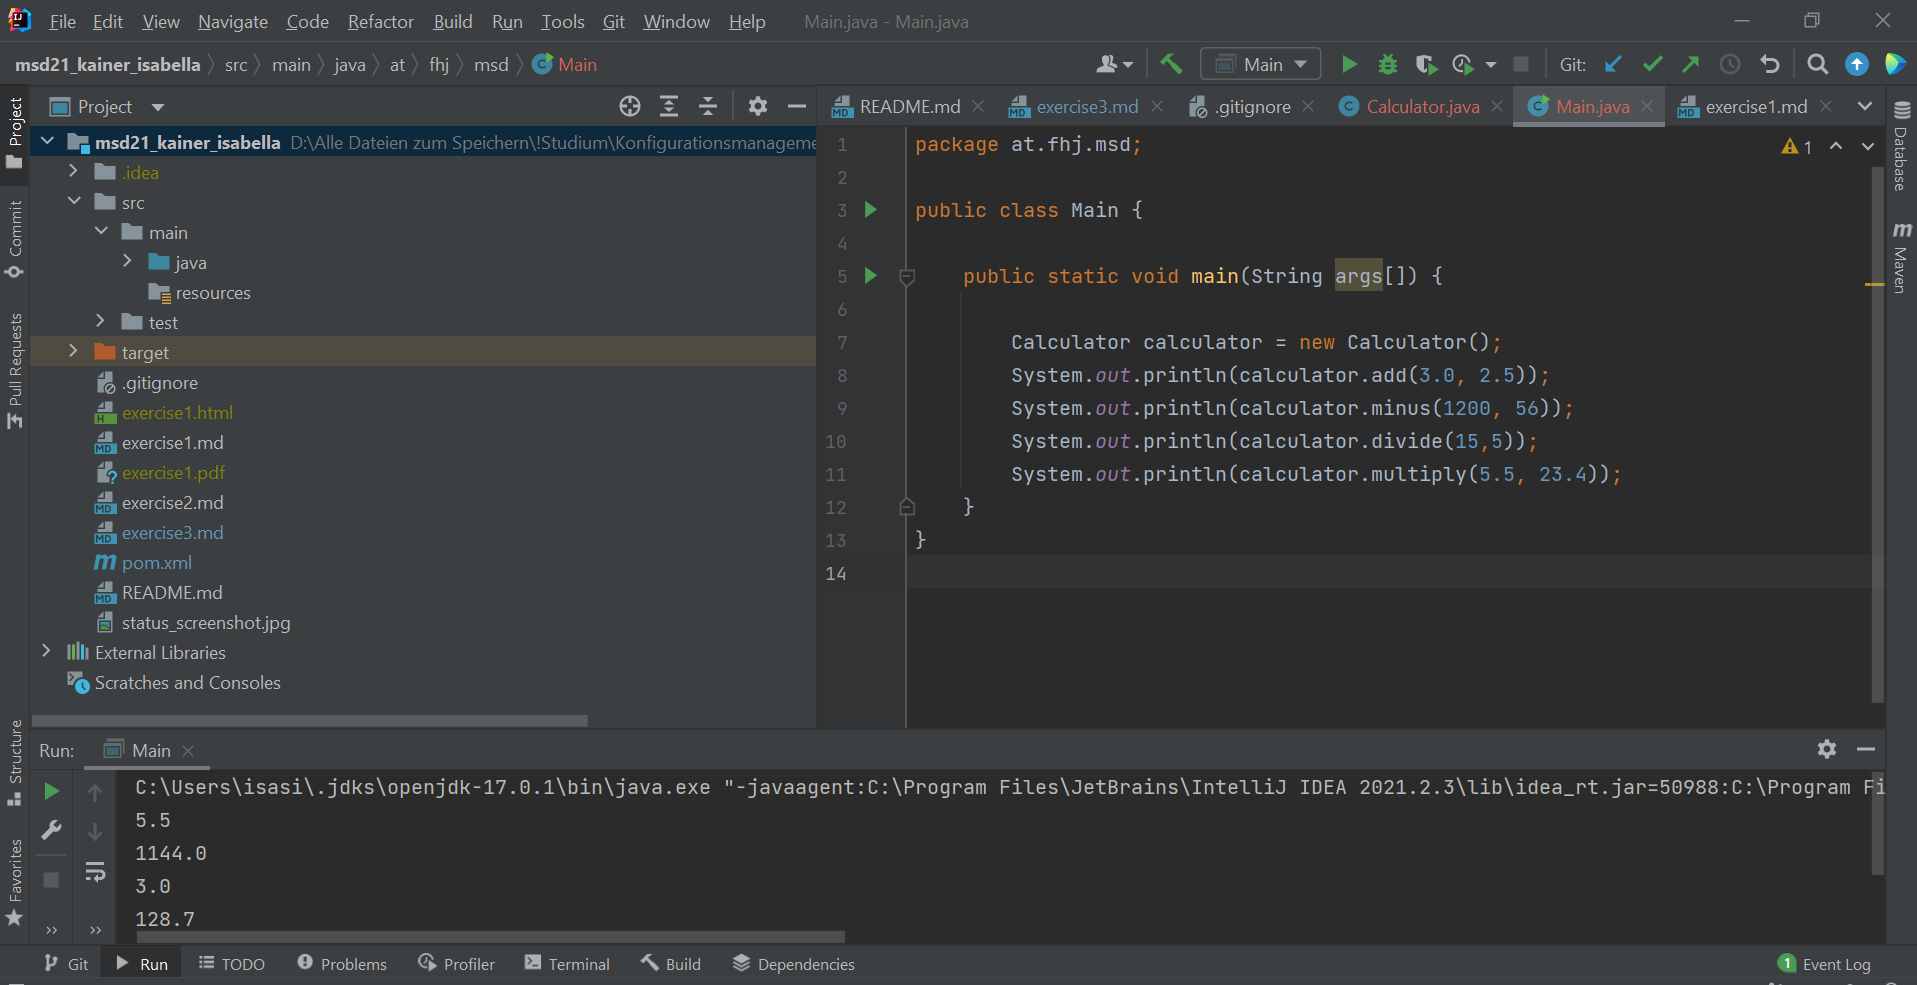 File Edit View Navigate Code Refactor Build Run Tools Git Window Help Main.java - Main.java
msd21_kainer_isabella src main java at fhj msd Main
Main
Git:
Project
README.md exercise3.md .gitignore Calculator.java Main.java exercise1.md
msd21_kainer_isabella D:\Alle Dateien zum Speichern\!Studium\Konfigurationsmanageme
.idea
src
main
java
resources
test
target
.gitignore
exercise1.html
exercise1.md
exercise1.pdf
exercise2.md
exercise3.md
pom.xml
README.md
status_screenshot.jpg
External Libraries
Scratches and Consoles
Project
Commit
Pull Requests
Structure
Favorites
1 package at.fhj.msd;
2
3 public class Main {
4
5 public static void main(String args[]) {
6
7 Calculator calculator = new Calculator();
8 System.out.println(calculator.add(3.0, 2.5));
9 System.out.println(calculator.minus(1200, 56));
10 System.out.println(calculator.divide(15,5));
11 System.out.println(calculator.multiply(5.5, 23.4));
12 }
13 }
14
1
Database
Maven
Run: Main
C:\Users\isasi\.jdks\openjdk-17.0.1\bin\java.exe "-javaagent:C:\Program Files\JetBrains\IntelliJ IDEA 2021.2.3\lib\idea_rt.jar=50988:C:\Program Fi
5.5
1144.0
3.0
128.7
Git Run TODO Problems Profiler Terminal Build Dependencies
1 Event Log